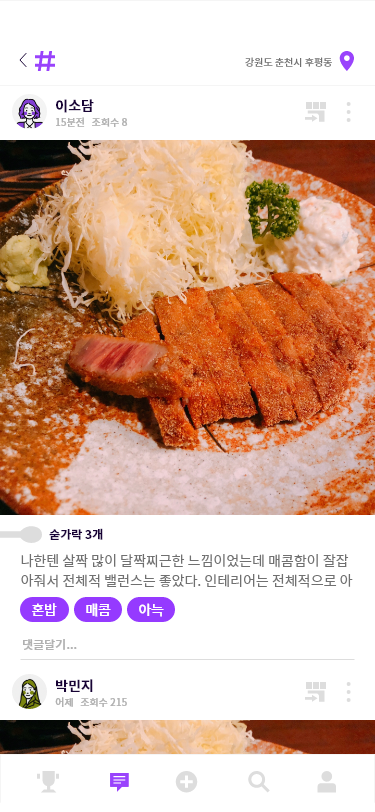 #
강원도 춘천시 후평동
이소담
15분전 조회수 8
숟가락 3개
나한텐 살짝 많이 달짝찌근한 느낌이었는데 매콤함이 잘잡
아줘서 전체적 밸런스는 좋았다. 인테리어는 전체적으로 아
혼밥 매콤 아늑
댓글달기...
박민지
어제 조회수 215